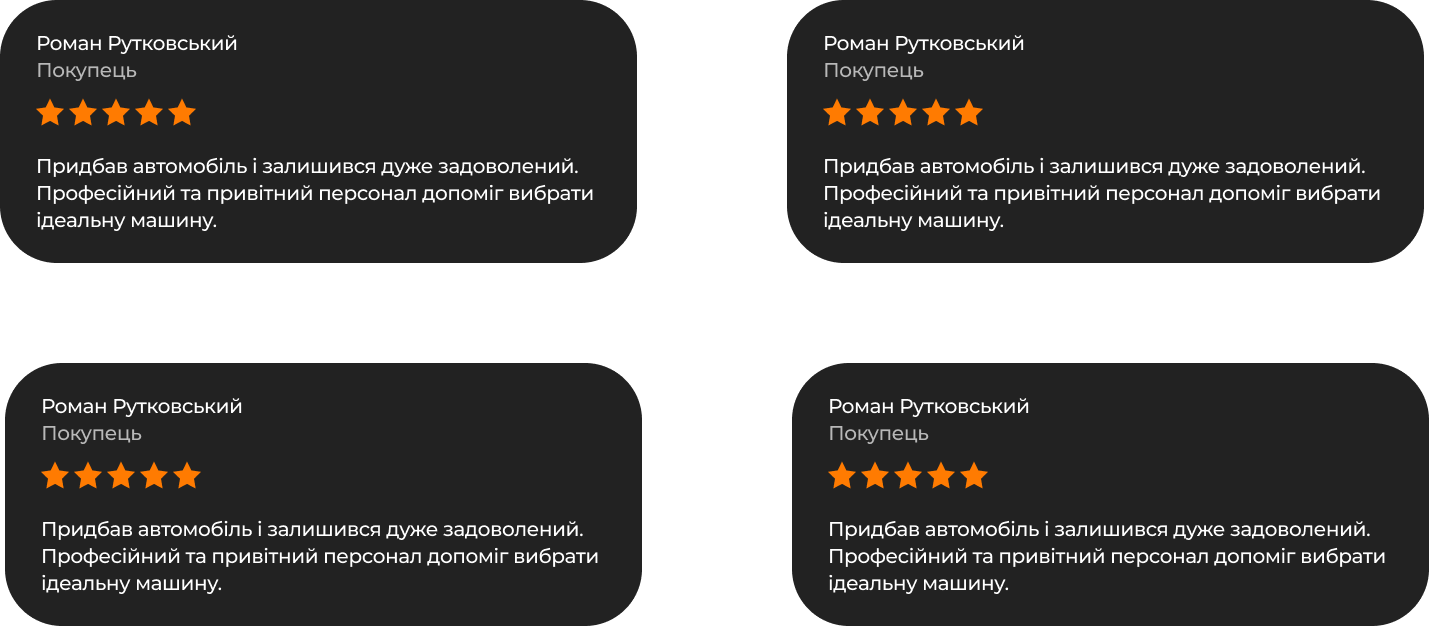 Роман Рутковський
Покупець
Придбав автомобіль і залишився дуже задоволений.
Професійний та привітний персонал допоміг вибрати
ідеальну машину.
Роман Рутковський
Покупець
Придбав автомобіль і залишився дуже задоволений.
Професійний та привітний персонал допоміг вибрати
ідеальну машину.
Роман Рутковський
Покупець
Придбав автомобіль і залишився дуже задоволений.
Професійний та привітний персонал допоміг вибрати
ідеальну машину.
Роман Рутковський
Покупець
Придбав автомобіль і залишився дуже задоволений.
Професійний та привітний персонал допоміг вибрати
ідеальну машину.